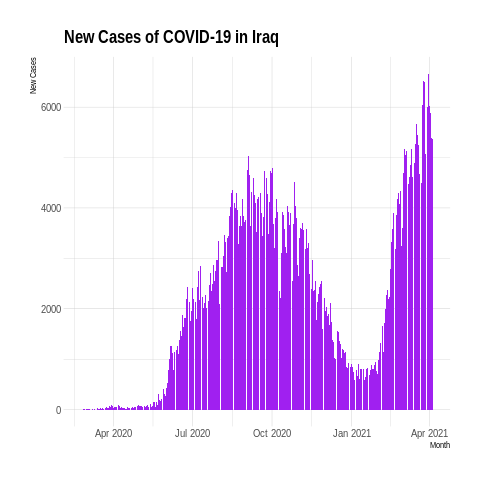 New Cases of COVID-19 in Iraq
New Cases
6000
4000
2000
0
Apr 2020 Jul 2020 Oct 2020 Jan 2021 Apr 2021
Month